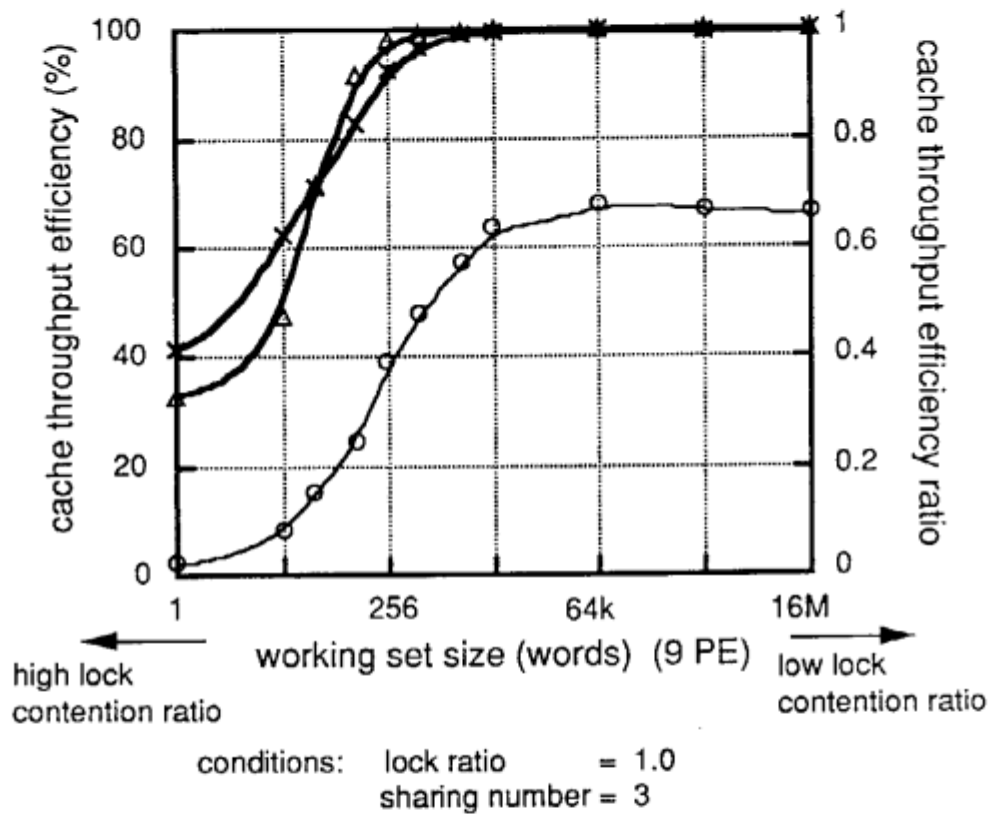 100
80
60
40
20
0
cache throughput efficiency (%)
1
0.8
0.6
0.4
0.2
0
cache throughput efficiency ratio
1 256 64k 16M
working set size (words) (9 PE)
high lock
contention ratio
low lock
contention ratio
conditions: lock ratio = 1.0
sharing number = 3